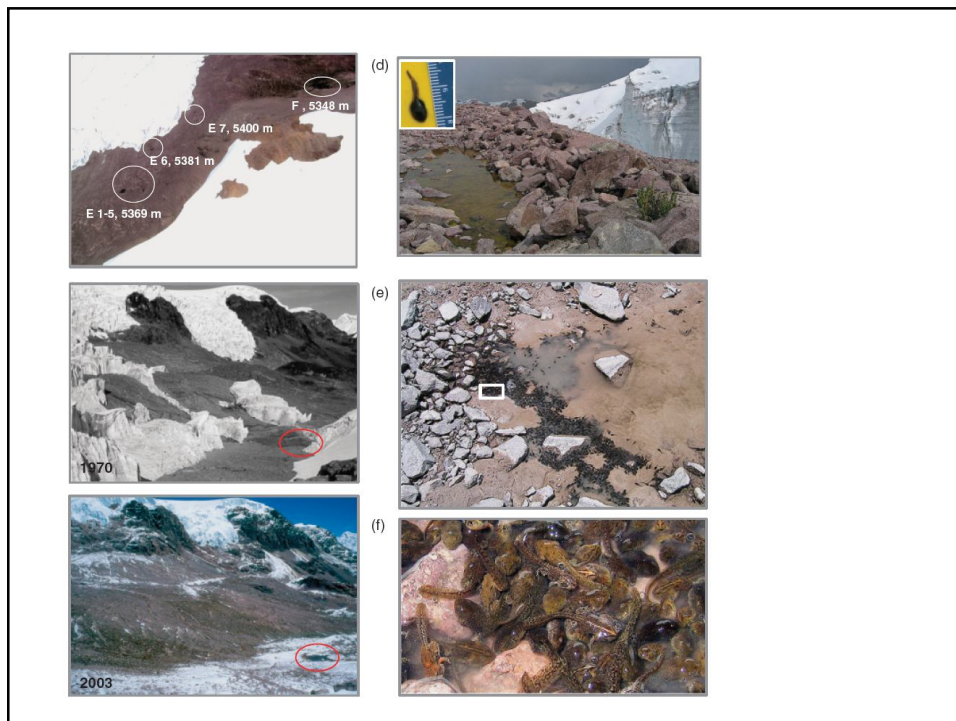 F , 5348 m
E 7, 5400 m
E 6, 5381 m
E 1-5, 5369 m
1970
2003
(d)
(e)
(f)